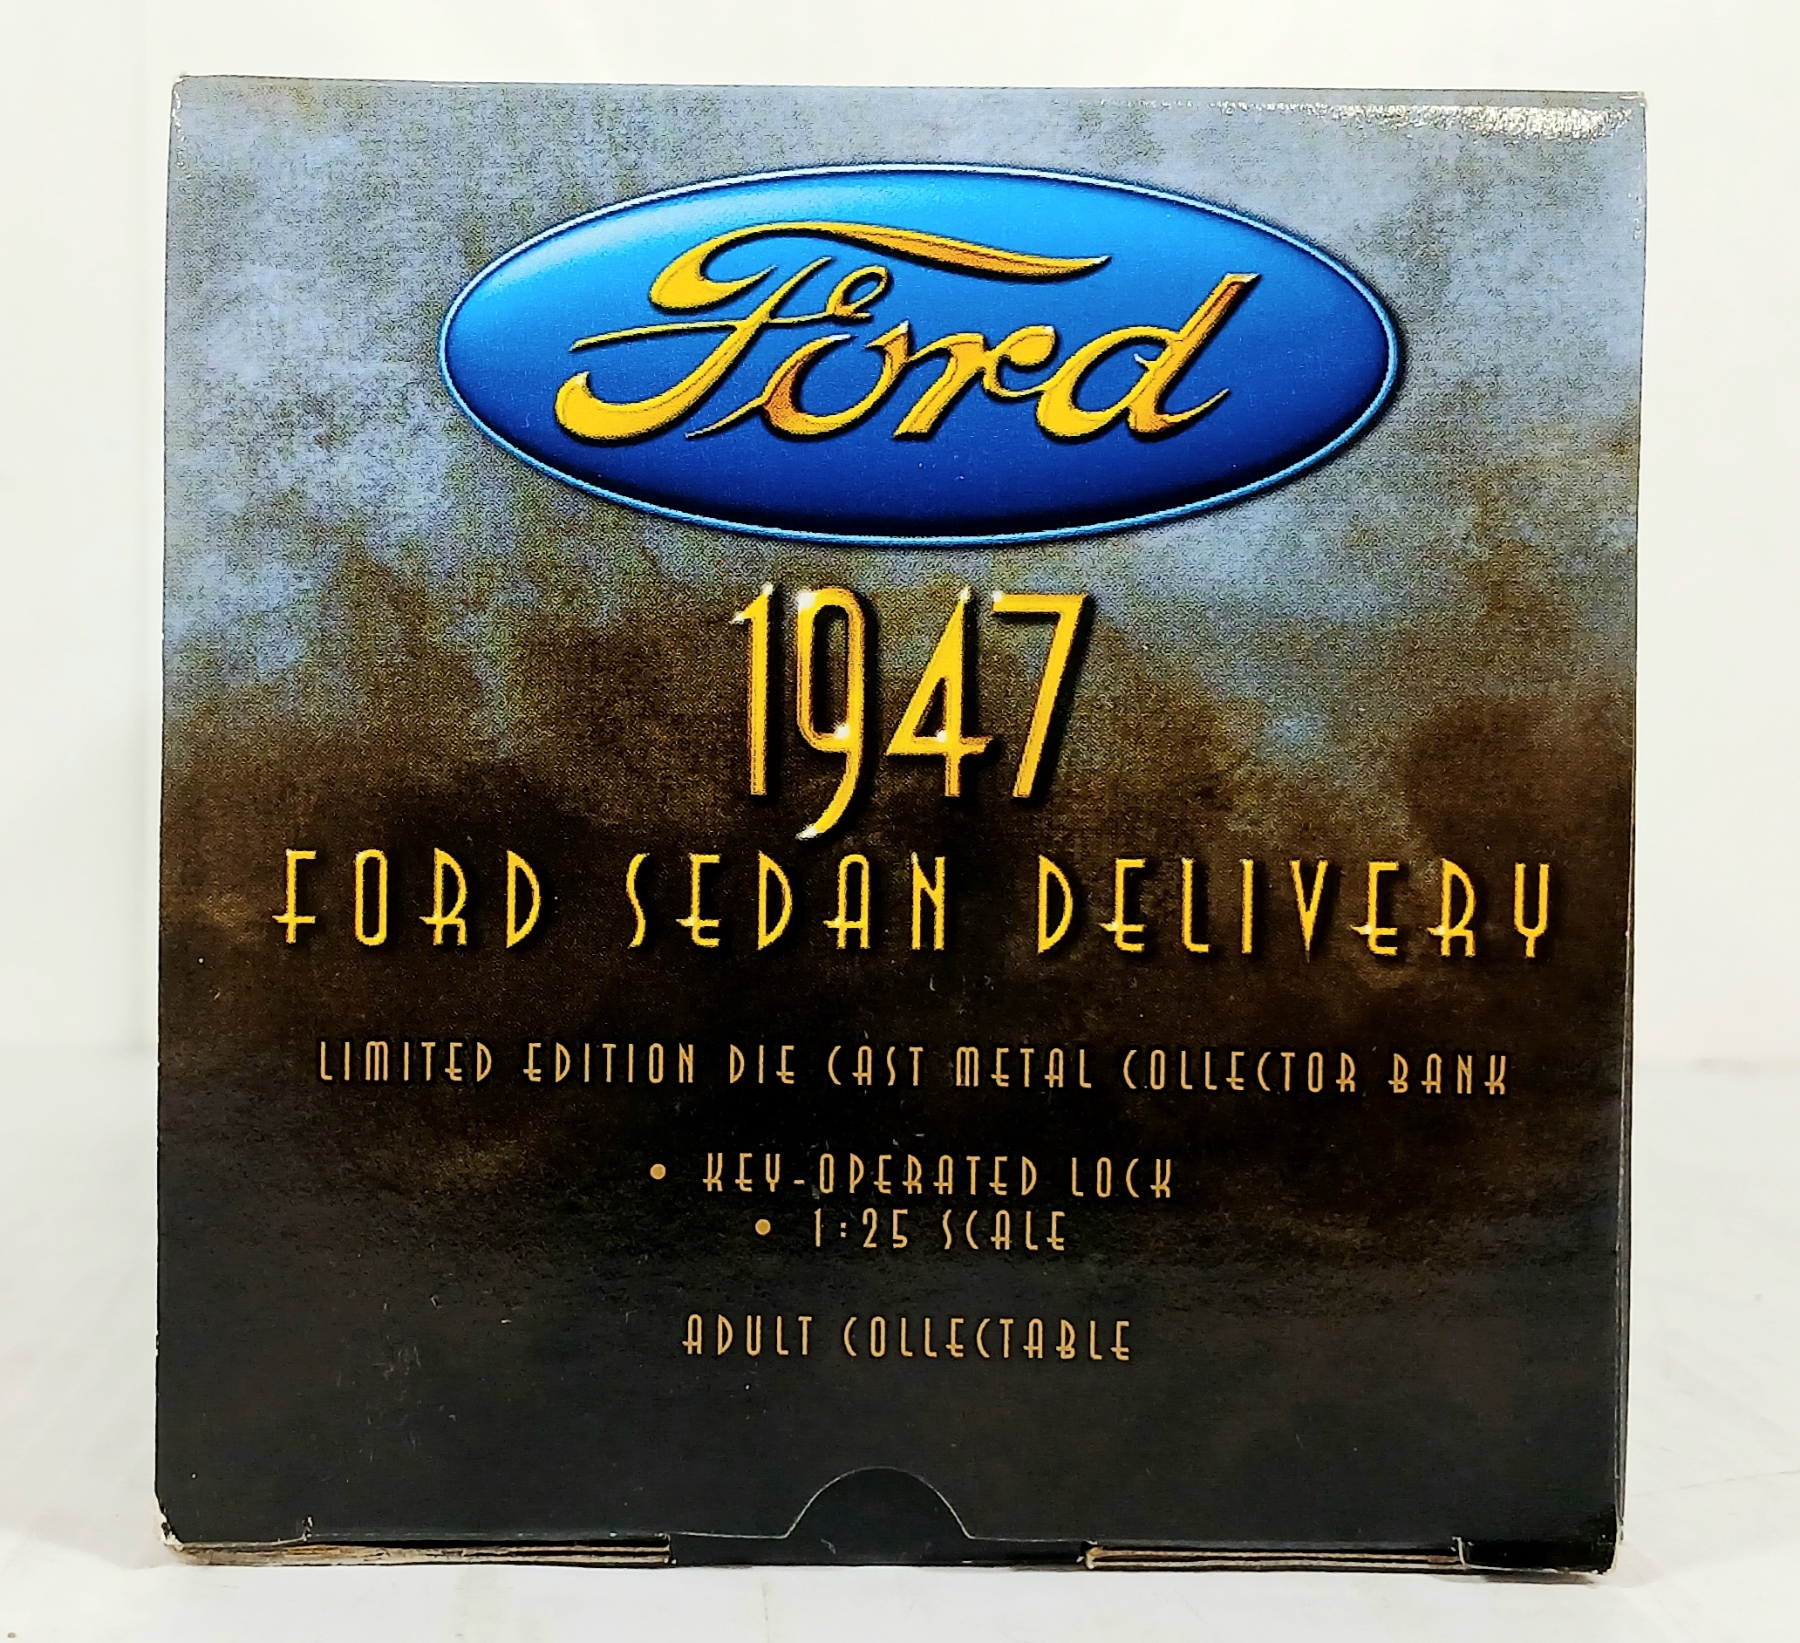 Ford
1947
FORD SEDAN DELIVERY
LIMITED EDITION DIE CAST METAL COLLECTOR BANK
• KEY-OPERATED LOCK
• 1:25 SCALE
ADULT COLLECTABLE